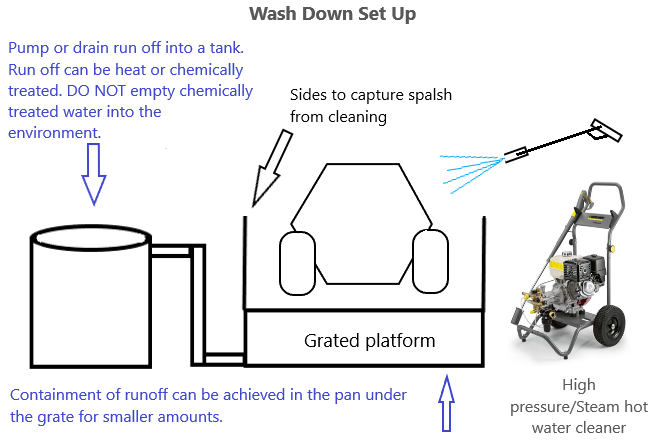 Wash Down Set Up
Pump or drain run off into a tank.
Run off can be heat or chemically
treated. DO NOT empty chemically
treated water into the
environment.
Sides to capture spalsh
from cleaning
Grated platform
Containment of runoff can be achieved in the pan under
the grate for smaller amounts.
High
pressure/Steam hot
water cleaner